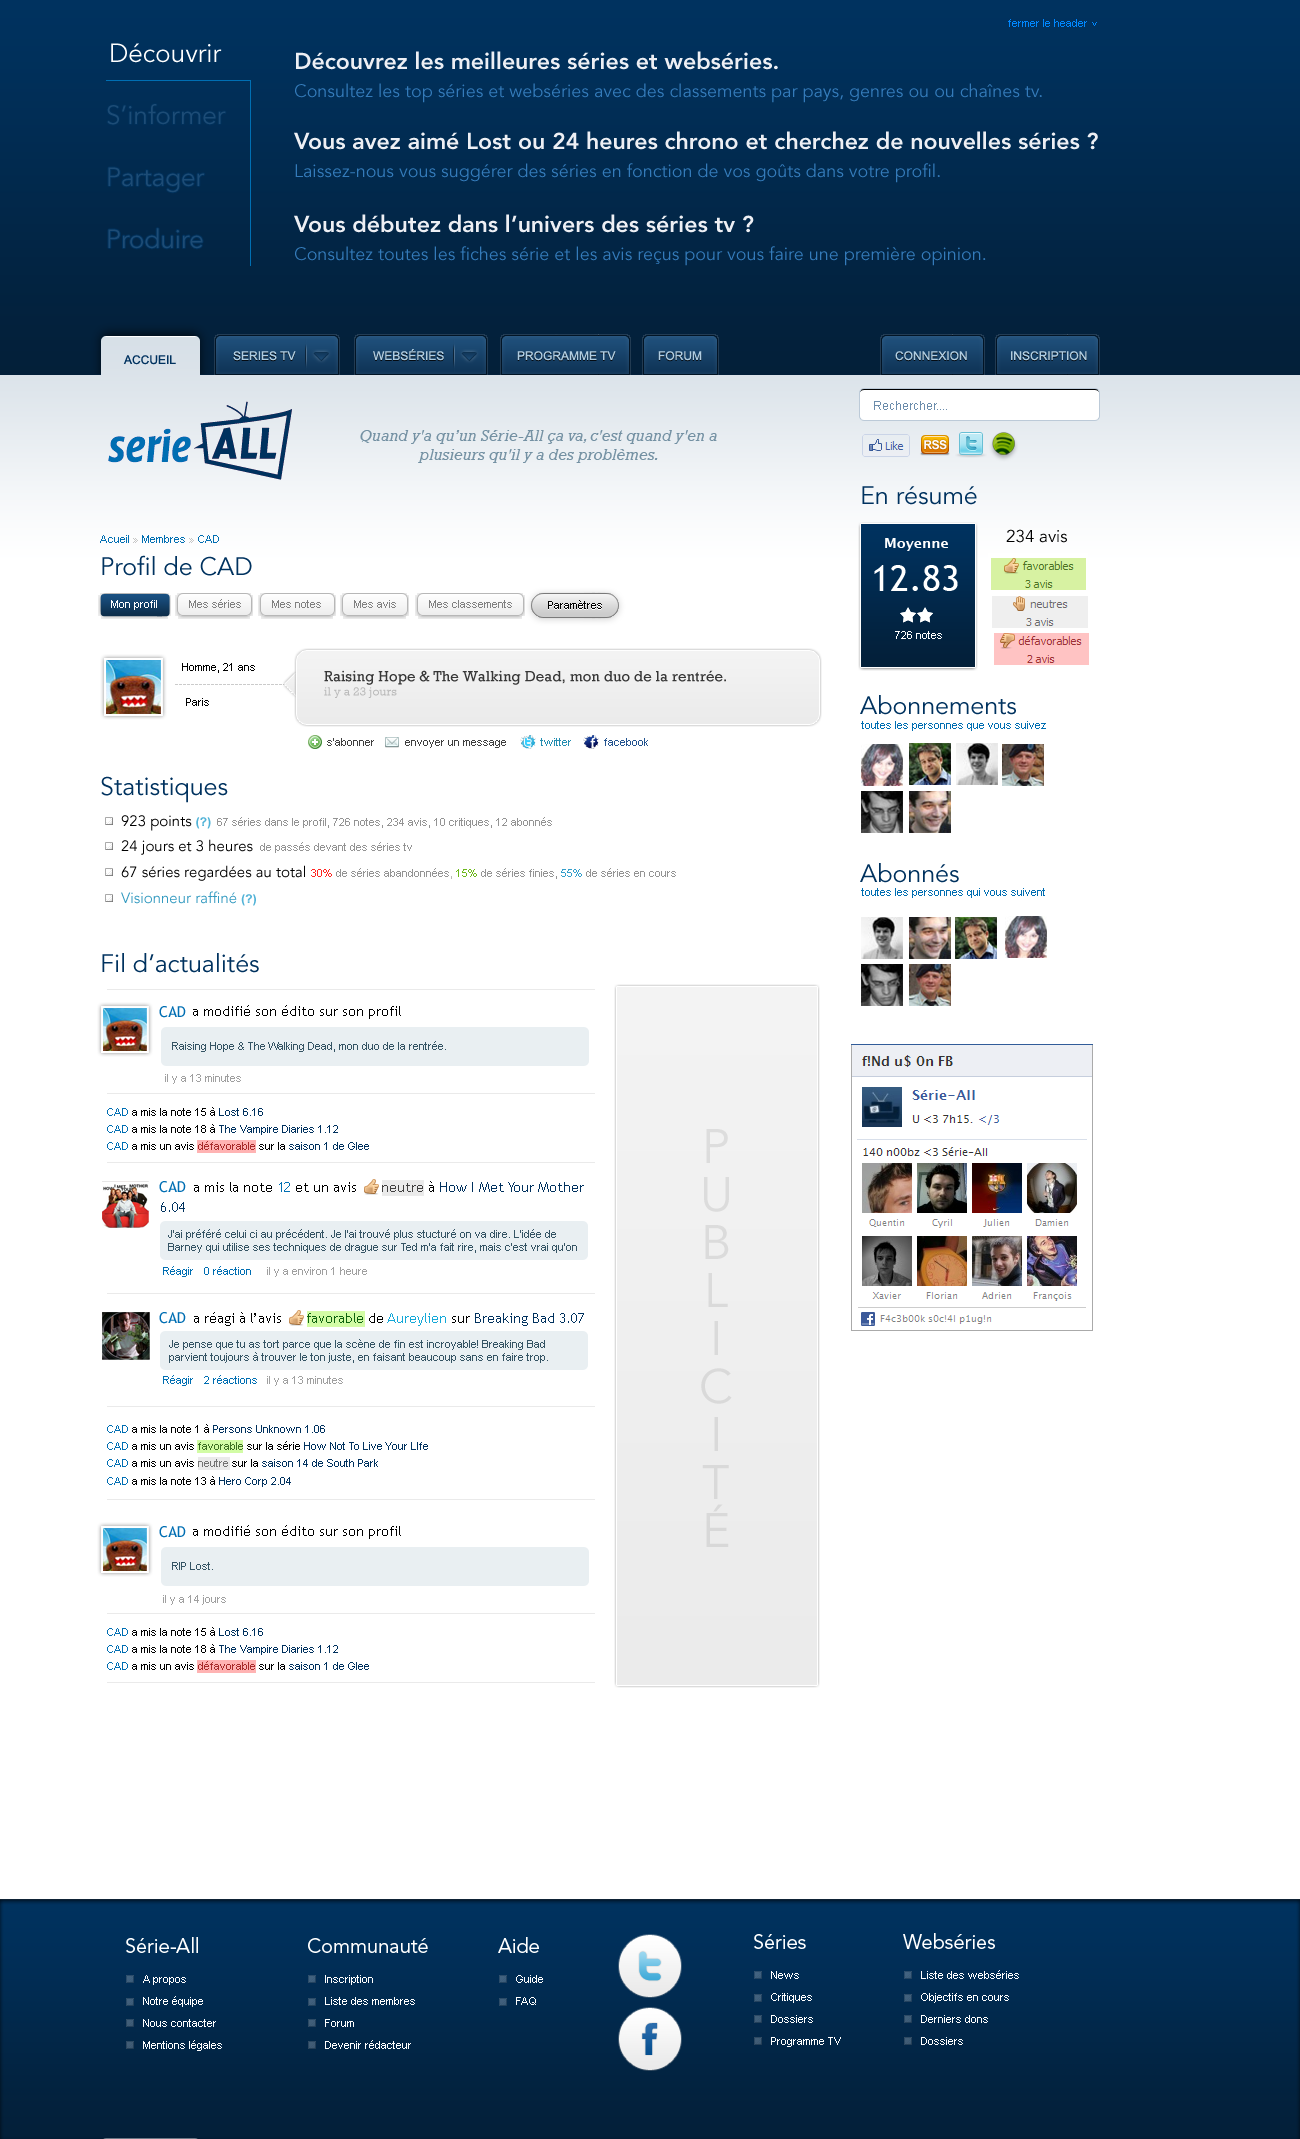 fermer le header v
Découvrir
S'informer
Partager
Produire
Découvrez les meilleures séries et webséries.
Consultez les top séries et webséries avec des classements par pays, genres ou ou chaînes tv.
Vous avez aimé Lost ou 24 heures chrono et cherchez de nouvelles séries ?
Laissez-nous vous suggérer des séries en fonction de vos goûts dans votre profil.
Vous débutez dans l'univers des séries tv ?
Consultez toutes les fiches série et les avis reçus pour vous faire une première opinion.
ACCUEIL
SERIES TV
WEBSÉRIES
PROGRAMME TV
FORUM
CONNEXION
INSCRIPTION
serie ALL
Quand y'a qu'un Série-All ça va, c'est quand y'en a
plusieurs qu'il y a des problèmes.
Rechercher....
Like
RSS
Acueil » Membres » CAD
Profil de CAD
Mon profil
Mes séries
Mes notes
Mes avis
Mes classements
Paramètres
Homme, 21 ans
Paris
Raising Hope & The Walking Dead, mon duo de la rentrée.
il y a 23 jours
s'abonner
envoyer un message
twitter
facebook
Statistiques
923 points (?) 67 séries dans le profil, 726 notes, 234 avis, 10 critiques, 12 abonnés
24 jours et 3 heures de passés devant des séries tv
67 séries regardées au total 30% de séries abandonnées, 15% de séries finies, 55% de séries en cours
Visionneur raffiné (?)
Fil d'actualités
CAD a modifié son édito sur son profil
Raising Hope & The Walking Dead, mon duo de la rentrée.
il y a 13 minutes
CAD a mis la note 15 à Lost 6.16
CAD a mis la note 18 à The Vampire Diaries 1.12
CAD a mis un avis défavorable sur la saison 1 de Glee
CAD a mis la note 12 et un avis neutre à How I Met Your Mother
6.04
J'ai préféré celui ci au précédent. Je l'ai trouvé plus stucturé on va dire. L'idée de
Barney qui utilise ses techniques de drague sur Ted m'a fait rire, mais c'est vrai qu'on
Réagir 0 réaction il y a environ 1 heure
CAD a réagi à l'avis favorable de Aureylien sur Breaking Bad 3.07
Je pense que tu as tort parce que la scène de fin est incroyable! Breaking Bad
parvient toujours à trouver le ton juste, en faisant beaucoup sans en faire trop.
Réagir 2 réactions il y a 13 minutes
CAD a mis la note 1 à Persons Unknown 1.06
CAD a mis un avis favorable sur la série How Not To Live Your LIfe
CAD a mis un avis neutre sur la saison 14 de South Park
CAD a mis la note 13 à Hero Corp 2.04
CAD a modifié son édito sur son profil
RIP Lost.
il y a 14 jours
CAD a mis la note 15 à Lost 6.16
CAD a mis la note 18 à The Vampire Diaries 1.12
CAD a mis un avis défavorable sur la saison 1 de Glee
PUBLICITÉ
En résumé
Moyenne
12.83
726 notes
234 avis
favorables
3 avis
neutres
3 avis
défavorables
2 avis
Abonnements
toutes les personnes que vous suivez
Abonnés
toutes les personnes qui vous suivent
f!Nd u$ 0n FB
Série-All
U <3 7h15. </3
140 n00bz <3 Série-All
Quentin
Cyril
Julien
Damien
Xavier
Florian
Adrien
François
F4c3b00k s0c!4l p1ug!n
Série-All
A propos
Notre équipe
Nous contacter
Mentions légales
Communauté
Inscription
Liste des membres
Forum
Devenir rédacteur
Aide
Guide
FAQ
Séries
News
Critiques
Dossiers
Programme TV
Webséries
Liste des webséries
Objectifs en cours
Derniers dons
Dossiers